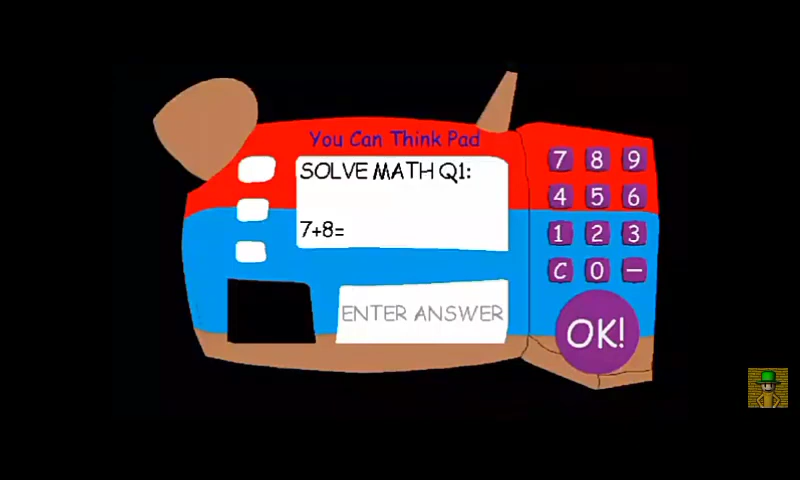 You Can Think Pad
SOLVE MATH Q1:
7+8=
ENTER ANSWER
7 8 9
4 5 6
1 2 3
C 0 −
OK!